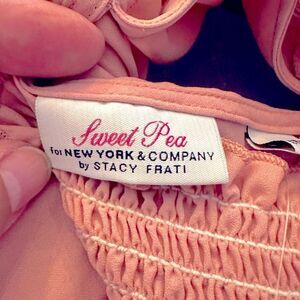 Sweet Pea
for NEW YORK & COMPANY
by STACY FRATI